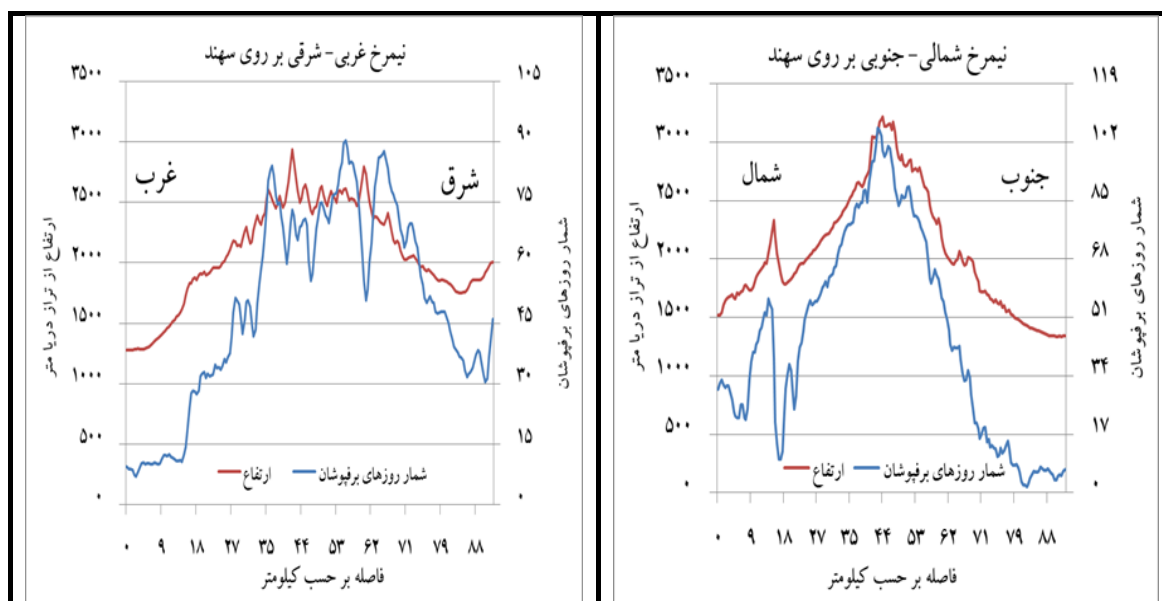 نیمرخ غربی- شرقی بر روی سهند
۳۵۰۰
۳۰۰۰
۲۵۰۰
۲۰۰۰
۱۵۰۰
۱۰۰۰
۵۰۰
۰
ارتفاع از تراز دریا متر
غرب
شرق
۱۰۵
۹۰
۷۵
۶۰
۴۵
۳۰
۱۵
۰
شمار روزهای برفپوشان
ارتفاع
شمار روزهای برفپوشان
۰ ۹ ۱۸ ۲۷ ۳۵ ۴۴ ۵۳ ۶۲ ۷۱ ۷۹ ۸۸
فاصله بر حسب کیلومتر
نیمرخ شمالی- جنوبی بر روی سهند
۳۵۰۰
۳۰۰۰
۲۵۰۰
۲۰۰۰
۱۵۰۰
۱۰۰۰
۵۰۰
۰
ارتفاع از تراز دریا متر
شمال
جنوب
۱۱۹
۱۰۲
۸۵
۶۸
۵۱
۳۴
۱۷
۰
شمار روزهای برفپوشان
ارتفاع
شمار روزهای برفپوشان
۰ ۹ ۱۸ ۲۷ ۳۵ ۴۴ ۵۳ ۶۲ ۷۱ ۷۹ ۸۸
فاصله بر حسب کیلومتر